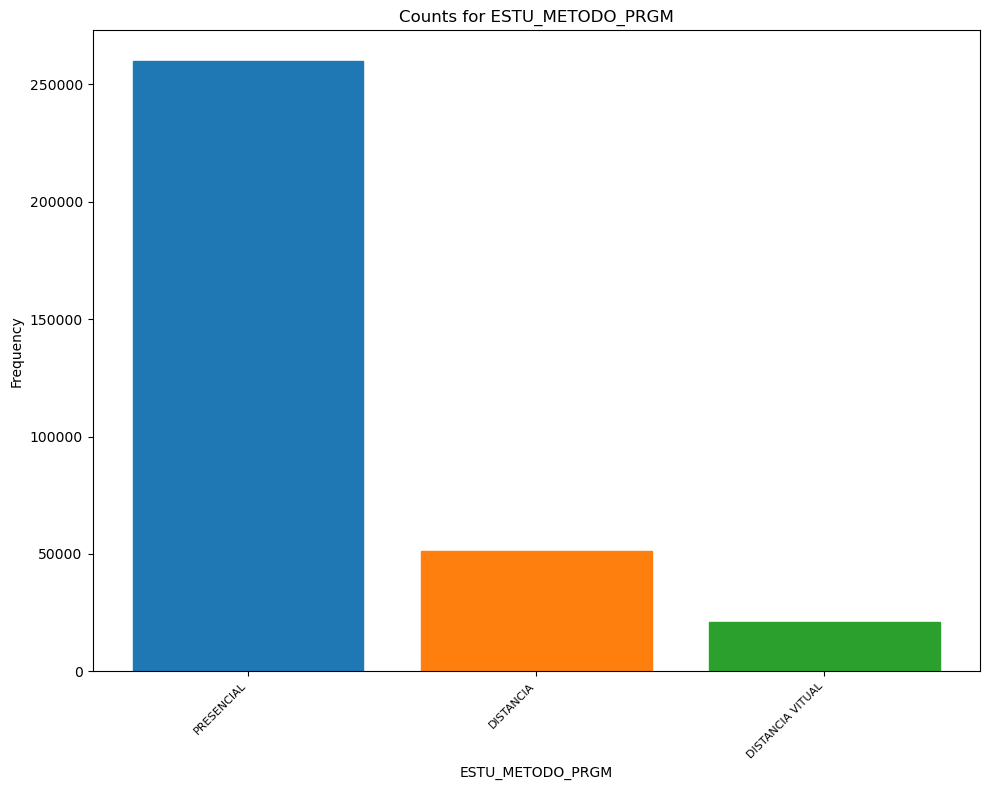 Counts for ESTU_METODO_PRGM
Frequency
250000
200000
150000
100000
50000
0
PRESENCIAL
DISTANCIA
DISTANCIA VITUAL
ESTU_METODO_PRGM